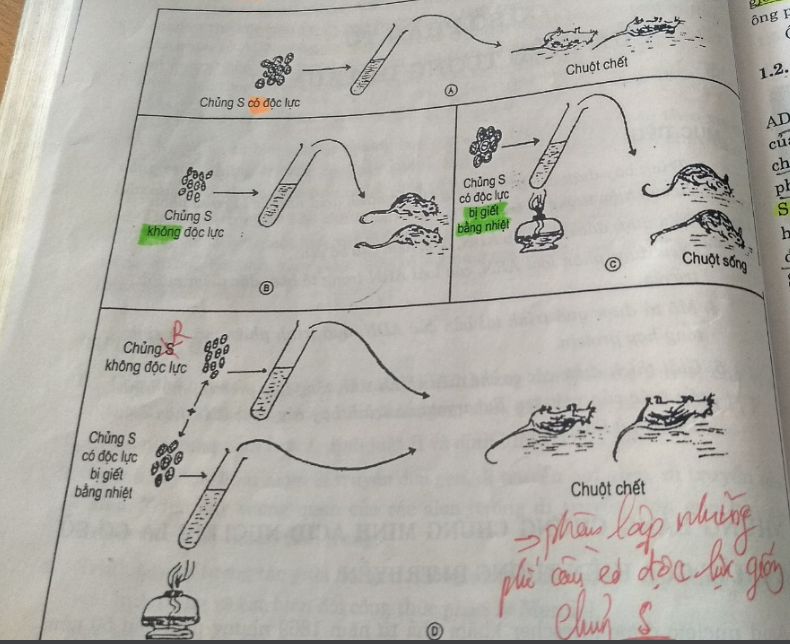 Chủng S có độc lực
Ⓐ
Chuột chết
Chủng S
không độc lực
Ⓑ
Chủng S
có độc lực
bị giết
bằng nhiệt
Ⓒ
Chuột sống
R
Chủng S
không độc lực
Chủng S
có độc lực
bị giết
bằng nhiệt
Chuột chết
Ⓓ
=> phân lập những
phế cầu có độc lực giống
chủng S
ông p
1.2.
AD
củ
ch
ph
S
h